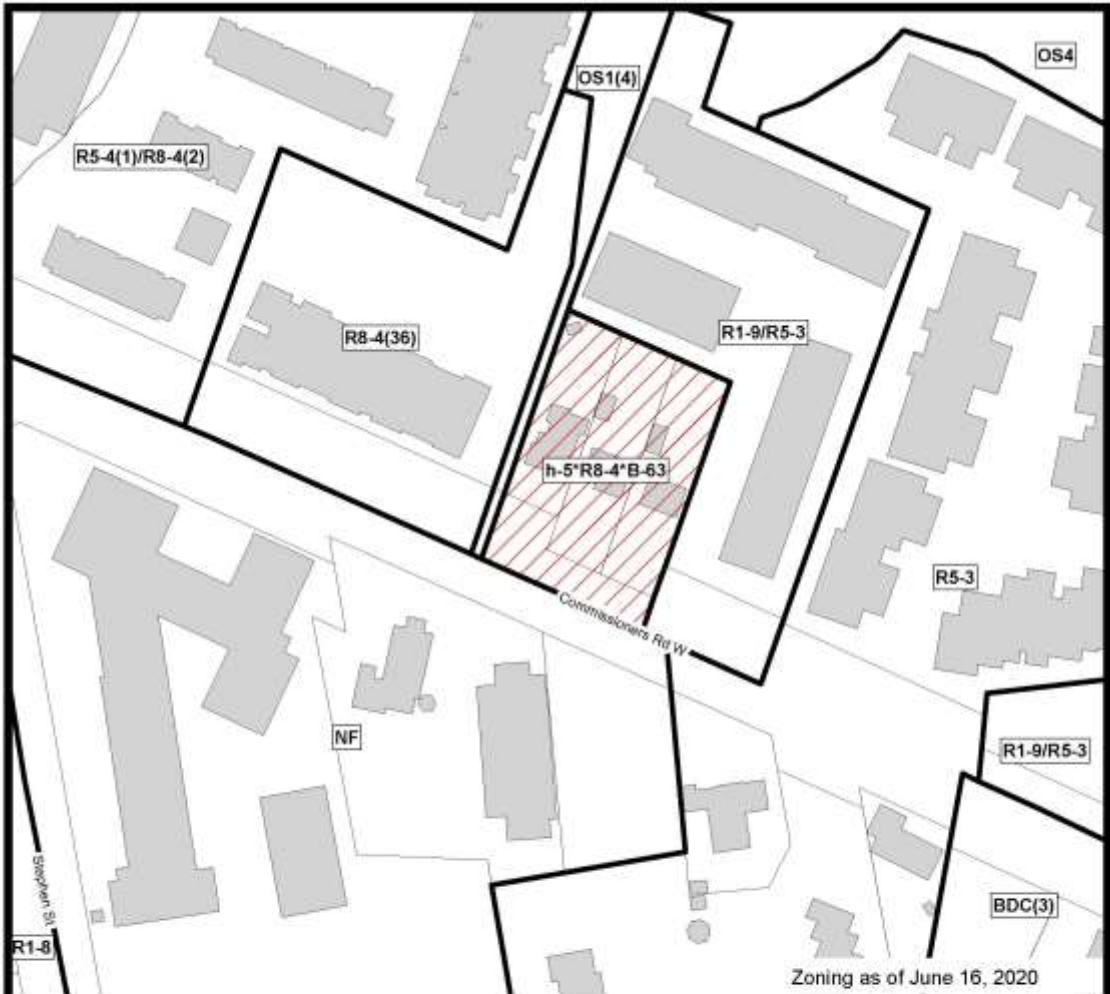 OS4
OS1(4)
R5-4(1)/R8-4(2)
R1-9/R5-3
R8-4(36)
h-5*R8-4*B-63
R5-3
Commissioners Rd W
NF
R1-9/R5-3
Stephen St
BDC(3)
R1-8
Zoning as of June 16, 2020